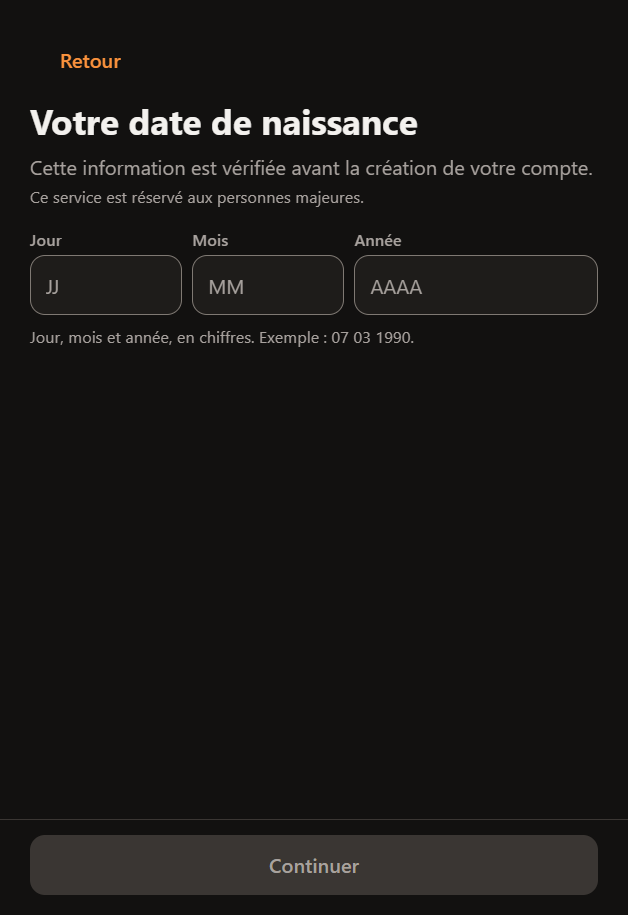 Retour
Votre date de naissance
Cette information est vérifiée avant la création de votre compte.
Ce service est réservé aux personnes majeures.
Jour Mois Année
JJ MM AAAA
Jour, mois et année, en chiffres. Exemple : 07 03 1990.
Continuer